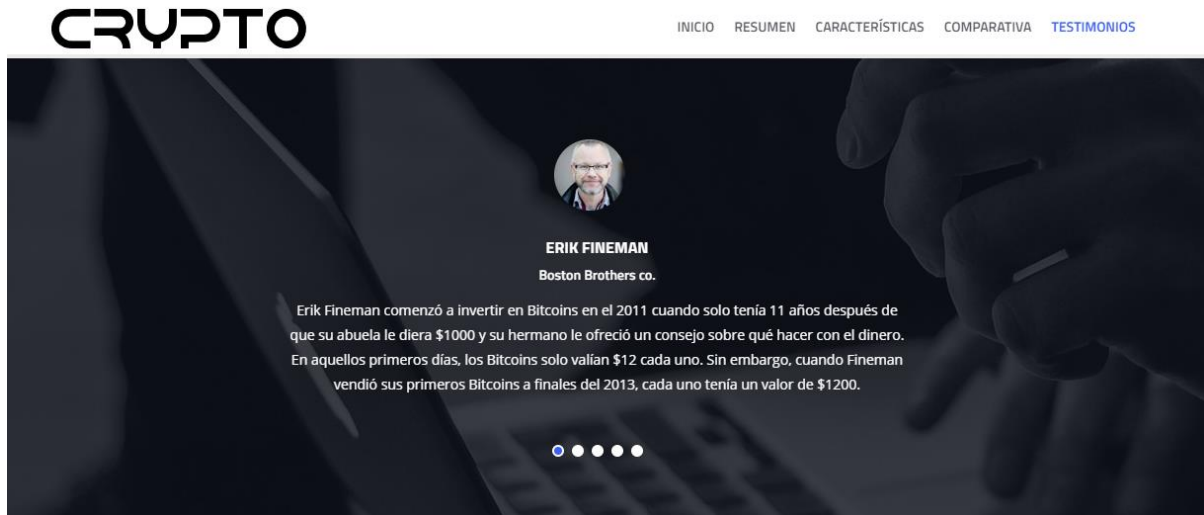 CRYPTO
INICIO RESUMEN CARACTERÍSTICAS COMPARATIVA TESTIMONIOS
ERIK FINEMAN
Boston Brothers co.
Erik Fineman comenzó a invertir en Bitcoins en el 2011 cuando solo tenía 11 años después de
que su abuela le diera $1000 y su hermano le ofreció un consejo sobre qué hacer con el dinero.
En aquellos primeros días, los Bitcoins solo valían $12 cada uno. Sin embargo, cuando Fineman
vendió sus primeros Bitcoins a finales del 2013, cada uno tenía un valor de $1200.